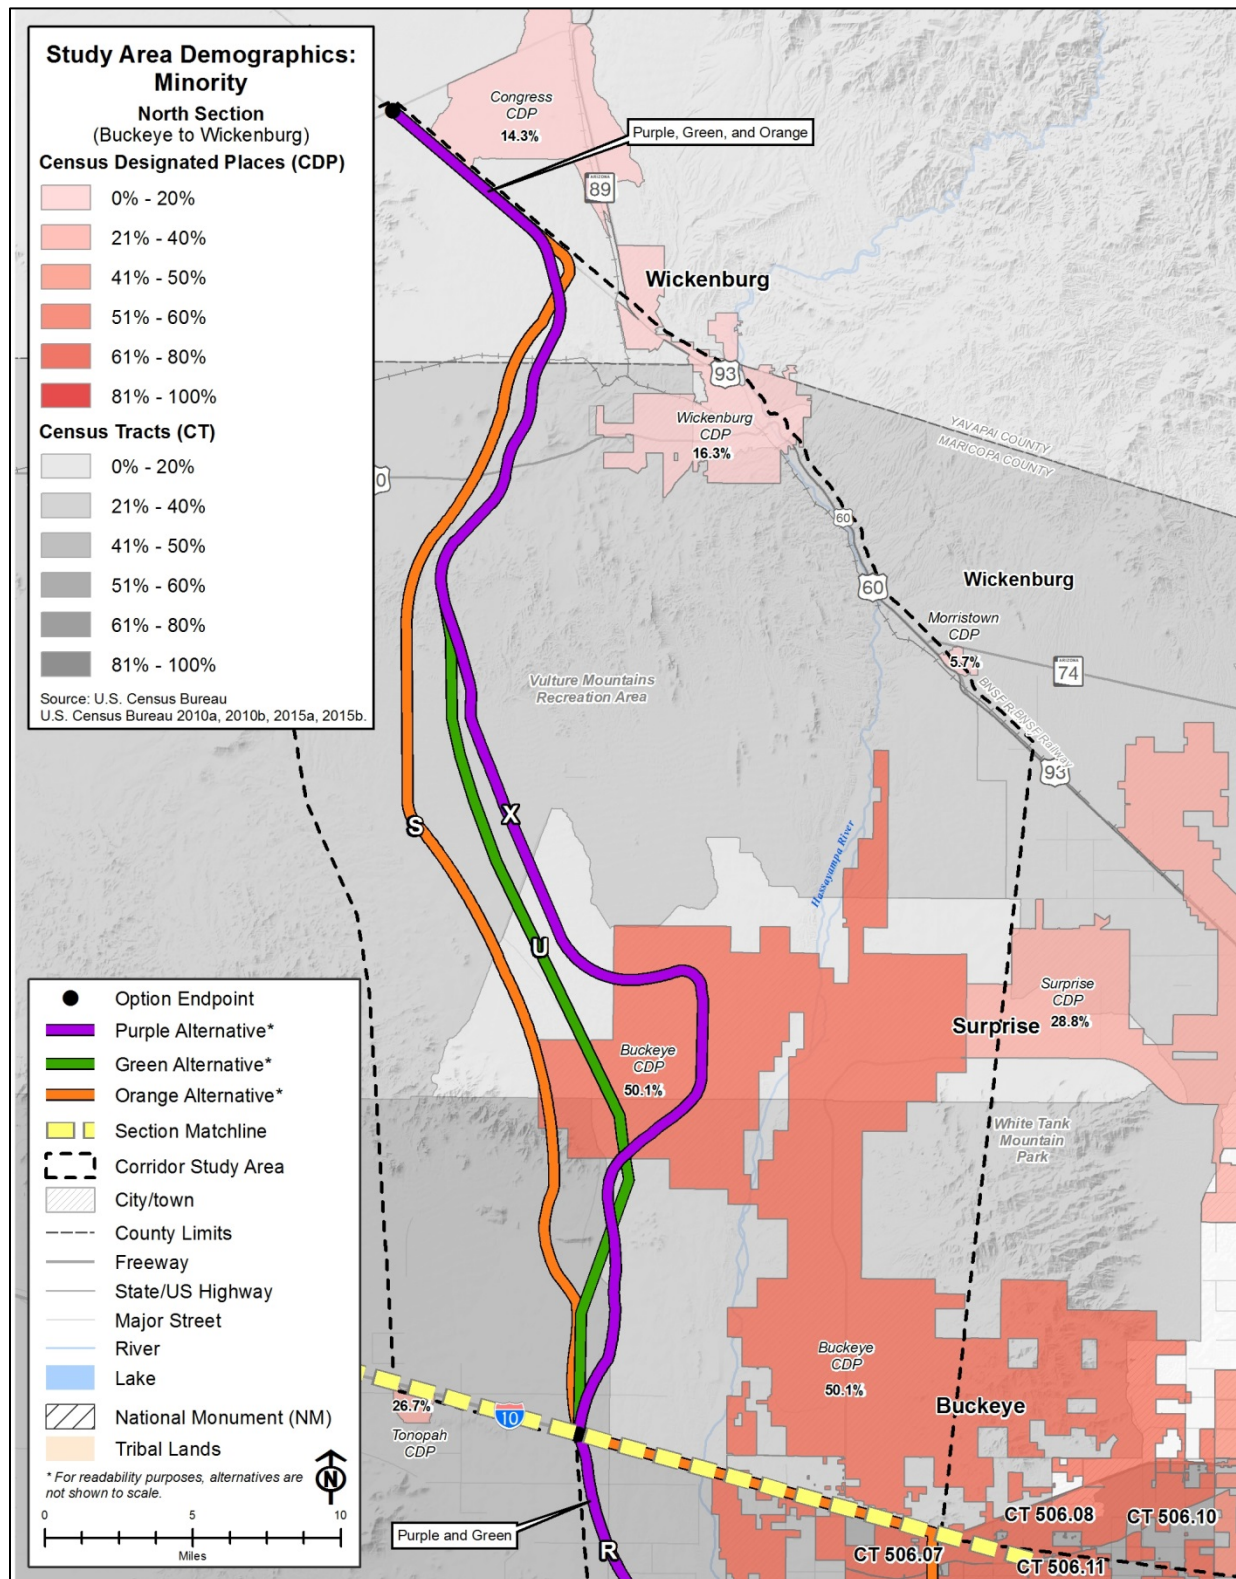 Study Area Demographics:
Minority
North Section
(Buckeye to Wickenburg)
Census Designated Places (CDP)
0% - 20%
21% - 40%
41% - 50%
51% - 60%
61% - 80%
81% - 100%
Census Tracts (CT)
0% - 20%
21% - 40%
41% - 50%
51% - 60%
61% - 80%
81% - 100%
Source: U.S. Census Bureau
U.S. Census Bureau 2010a, 2010b, 2015a, 2015b.
Congress
CDP
14.3%
Purple, Green, and Orange
ARIZONA
89
Wickenburg
93
Wickenburg
CDP
16.3%
YAVAPAI COUNTY
MARICOPA COUNTY
0
60
60
Wickenburg
Morristown
CDP
5.7%
ARIZONA
74
BNSF Railway
93
Vulture Mountains
Recreation Area
Hassayampa River
S
X
U
Surprise
CDP
28.8%
Surprise
Buckeye
CDP
50.1%
White Tank
Mountain
Park
Buckeye
CDP
50.1%
Buckeye
26.7%
Tonopah
CDP
10
Purple and Green
R
CT 506.08
CT 506.10
CT 506.07
CT 506.11
Option Endpoint
Purple Alternative*
Green Alternative*
Orange Alternative*
Section Matchline
Corridor Study Area
City/town
County Limits
Freeway
State/US Highway
Major Street
River
Lake
National Monument (NM)
Tribal Lands
* For readability purposes, alternatives are
not shown to scale.
N
0 5 10
Miles